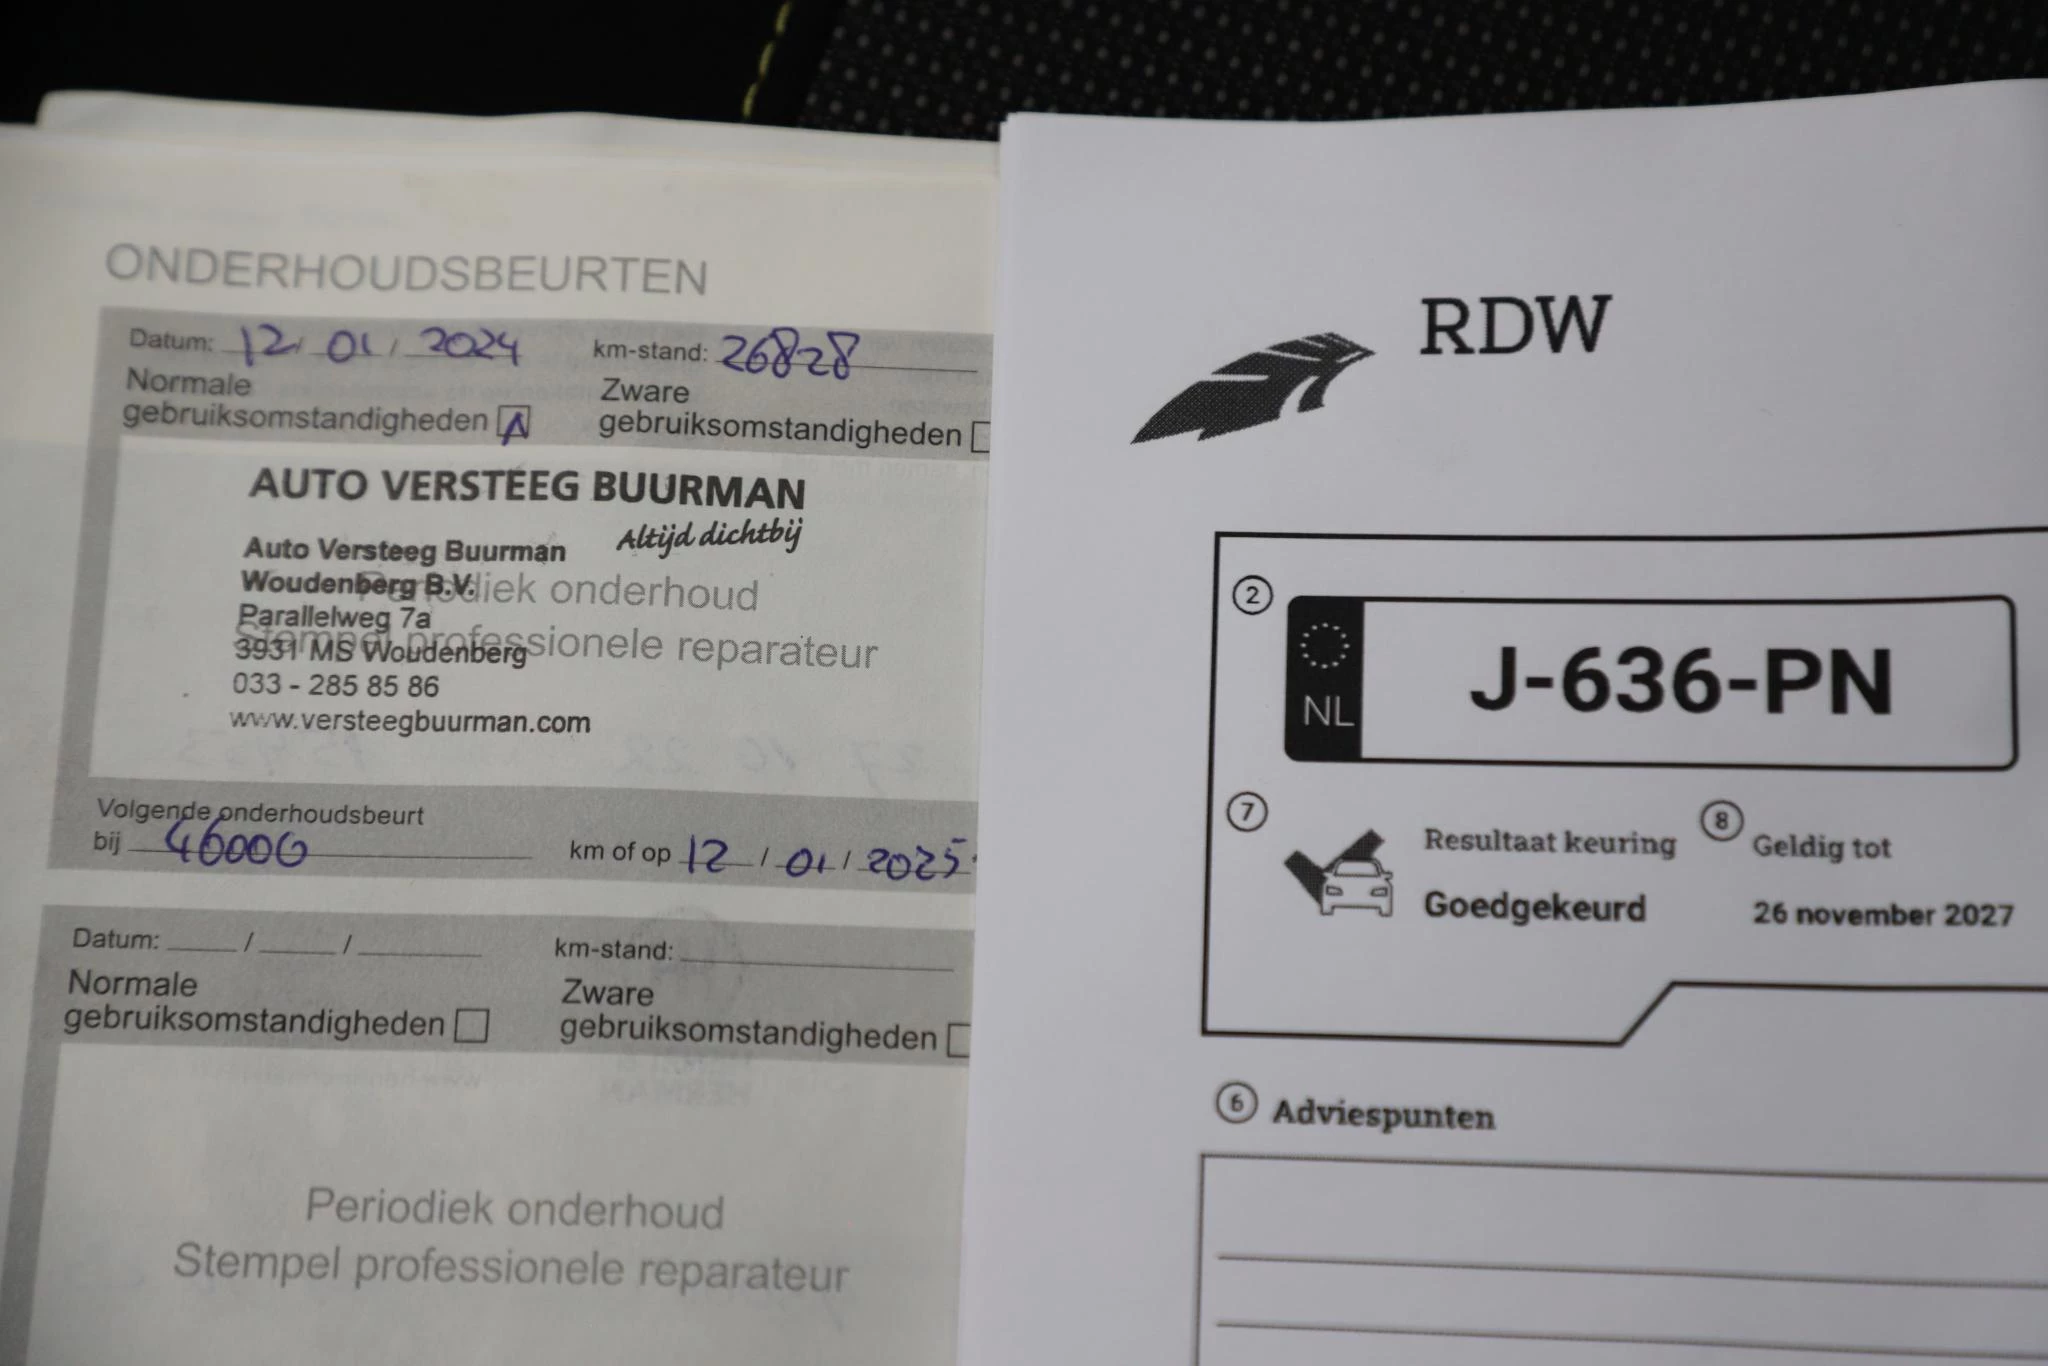 ONDERHOUDSBEURTEN
Datum: 12 / 01 / 2024 km-stand: 26828
Normale Zware
gebruiksomstandigheden gebruiksomstandigheden
AUTO VERSTEEG BUURMAN
Altijd dichtbij
Auto Versteeg Buurman
Woudenberg B.V.
Periodiek onderhoud
Parallelweg 7a
Stempel professionele reparateur
3931 MS Woudenberg
033 - 285 85 86
www.versteegbuurman.com
Volgende onderhoudsbeurt
bij 46000 km of op 12 / 01 / 2025
Datum: / / km-stand:
Normale Zware
gebruiksomstandigheden gebruiksomstandigheden
Periodiek onderhoud
Stempel professionele reparateur
RDW
2
NL J-636-PN
7 Resultaat keuring 8 Geldig tot
Goedgekeurd 26 november 2027
6 Adviespunten